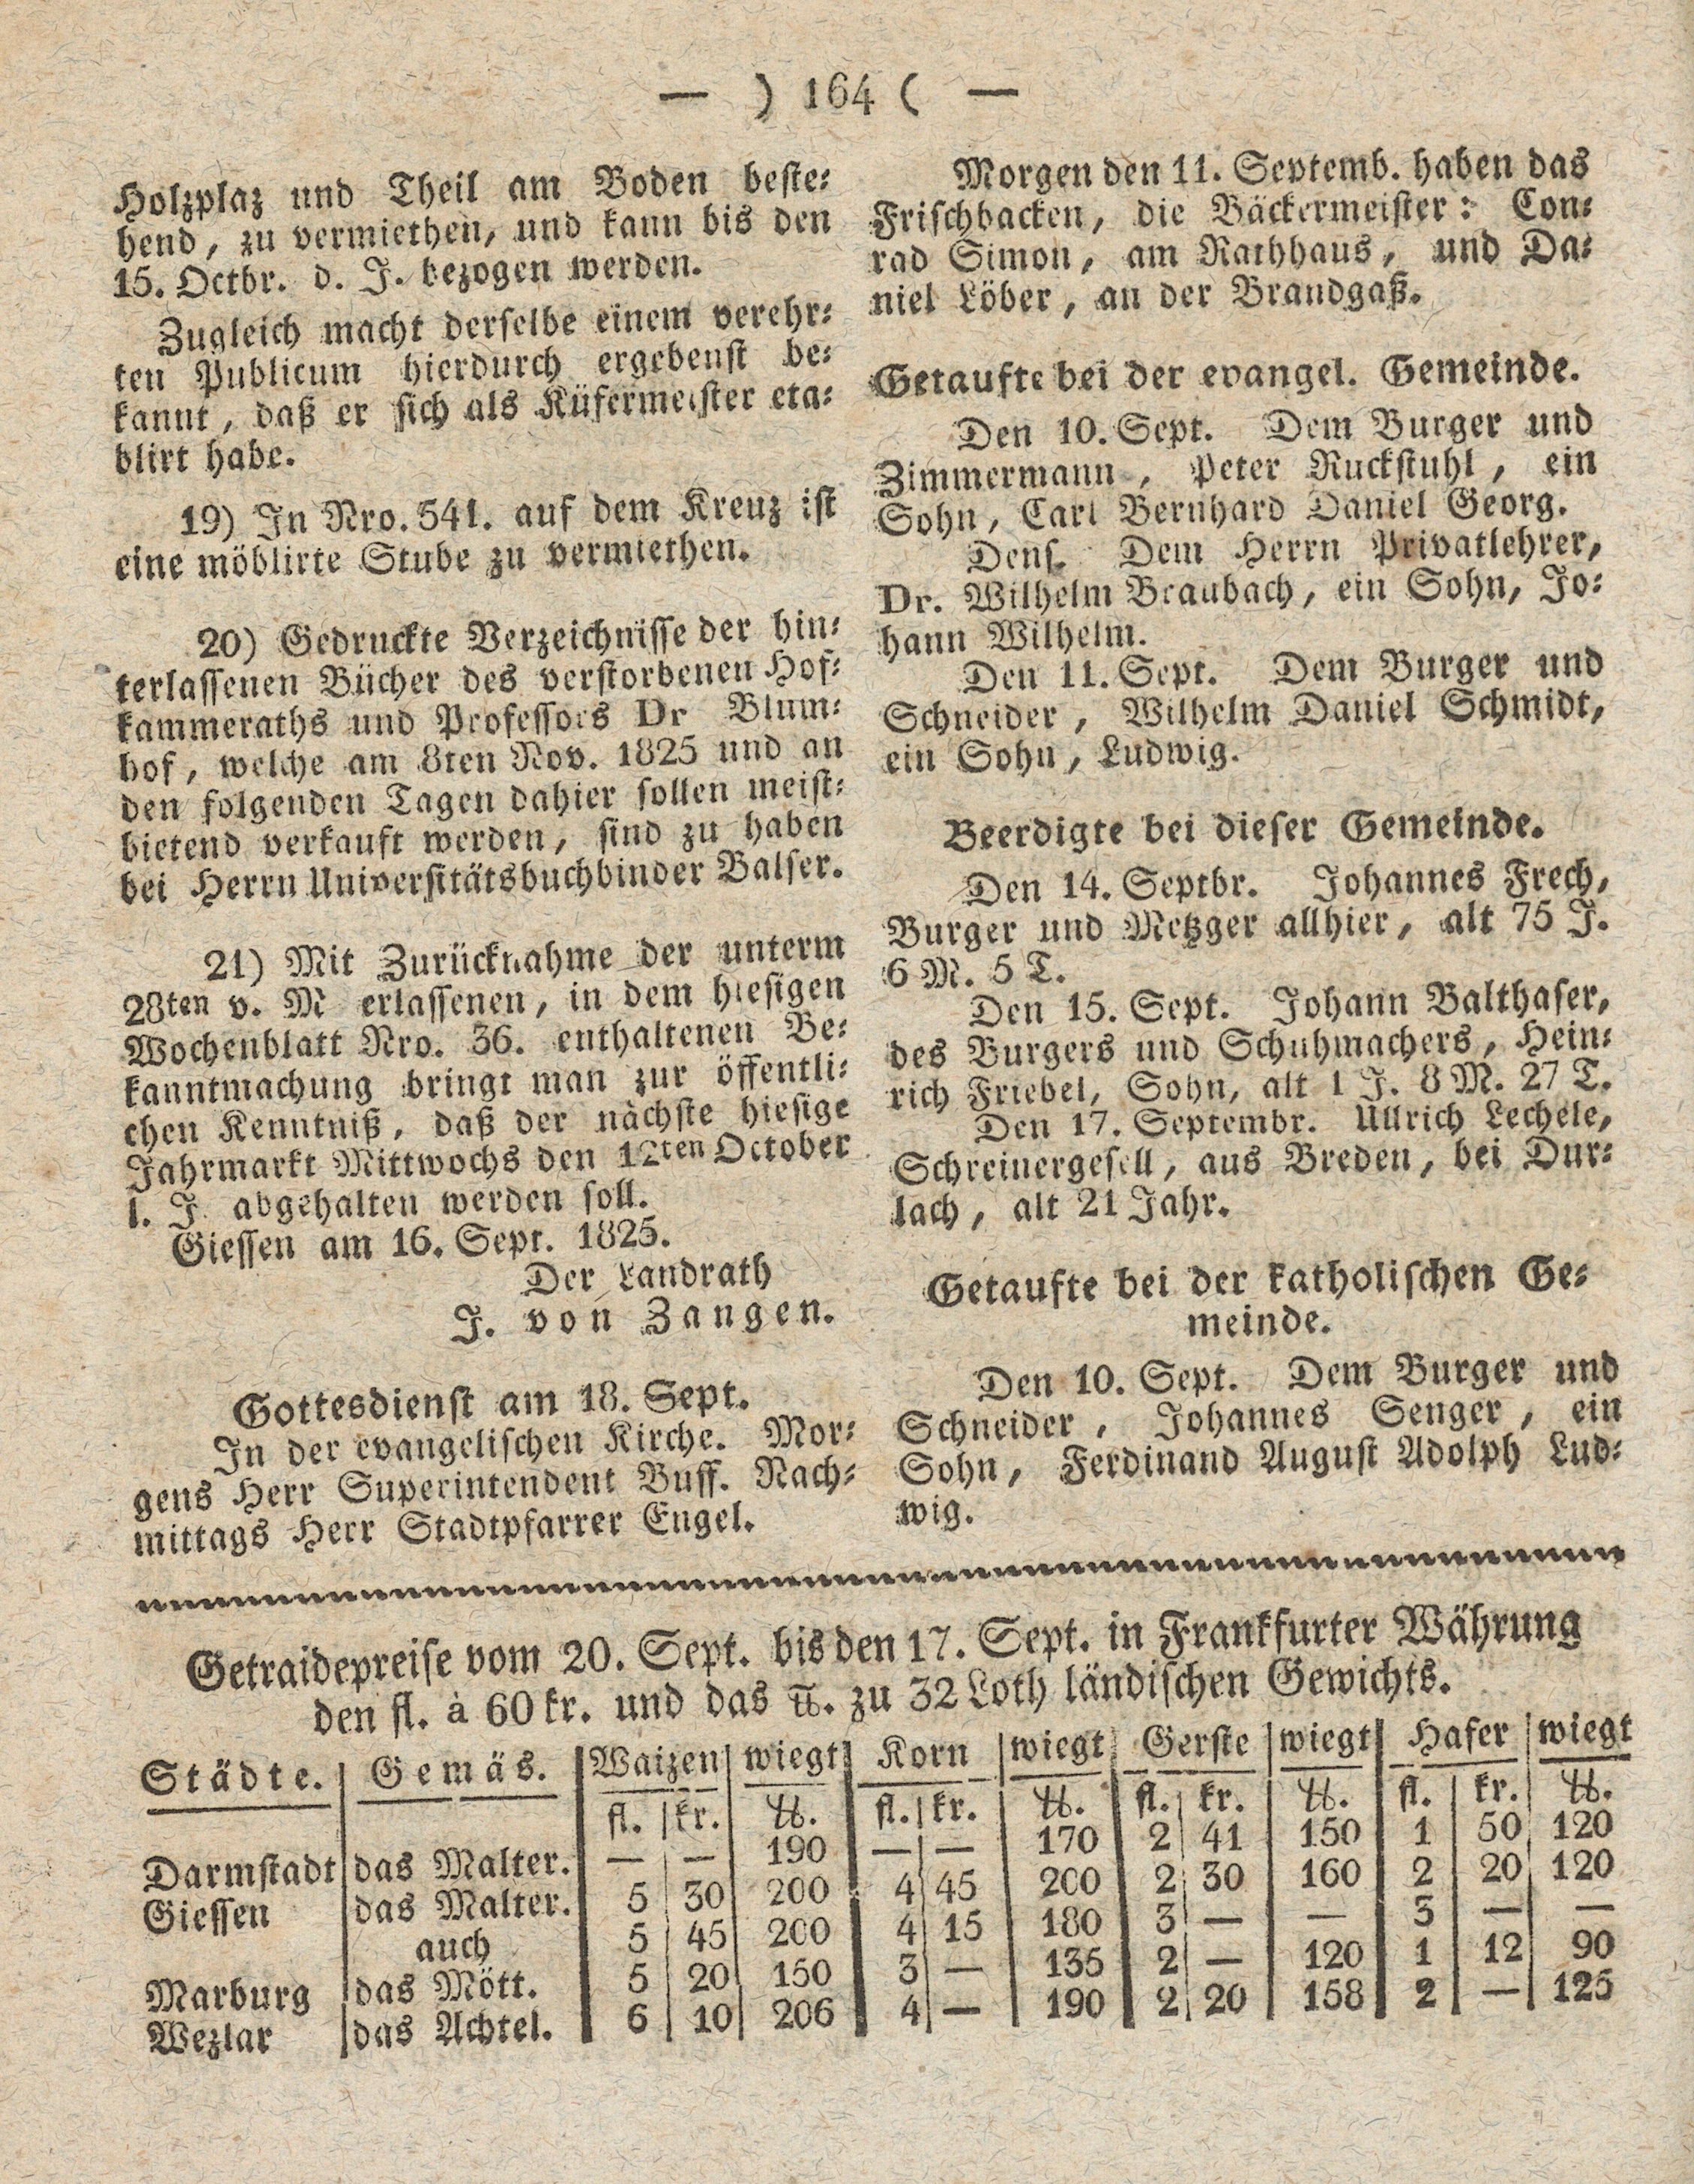 — ) 164 ( —
Holzplaz und Theil am Boden beste-
hend, zu vermiethen, und kann bis den
15. Octbr. d. J. bezogen werden.
Zugleich macht derselbe einem verehr-
ten Publicum hierdurch ergebenst be-
kannt, daß er sich als Küfermeister eta-
blirt habe.
19) In Nro. 541. auf dem Kreuz ist
eine möblirte Stube zu vermiethen.
20) Gedruckte Verzeichnisse der hin-
terlassenen Bücher des verstorbenen Hof-
kammeraths und Professors Dr Blum-
hof, welche am 8ten Nov. 1825 und an
den folgenden Tagen dahier sollen meist-
bietend verkauft werden, sind zu haben
bei Herrn Universitätsbuchbinder Balser.
21) Mit Zurücknahme der unterm
28ten v. M erlassenen, in dem hiesigen
Wochenblatt Nro. 36. enthaltenen Be-
kanntmachung bringt man zur öffentli-
chen Kenntniß, daß der nächste hiesige
Jahrmarkt Mittwochs den 12ten October
l. J. abgehalten werden soll.
Giessen am 16. Sept. 1825.
Der Landrath
J. von Zangen.
Gottesdienst am 18. Sept.
In der evangelischen Kirche. Mor-
gens Herr Superintendent Buff. Nach-
mittags Herr Stadtpfarrer Engel.
Morgen den 11. Septemb. haben das
Frischbacken, die Bäckermeister: Con-
rad Simon, am Rathhaus, und Da-
niel Löber, an der Brandgaß.
Getaufte bei der evangel. Gemeinde.
Den 10. Sept. Dem Burger und
Zimmermann, Peter Ruckstuhl, ein
Sohn, Carl Bernhard Daniel Georg.
Dens. Dem Herrn Privatlehrer,
Dr. Wilhelm Braubach, ein Sohn, Jo-
hann Wilhelm.
Den 11. Sept. Dem Burger und
Schneider, Wilhelm Daniel Schmidt,
ein Sohn, Ludwig.
Beerdigte bei dieser Gemeinde.
Den 14. Septbr. Johannes Frech,
Burger und Metzger allhier, alt 75 J.
6 M. 5 T.
Den 15. Sept. Johann Balthaser,
des Burgers und Schuhmachers, Hein-
rich Friebel, Sohn, alt 1 J. 8 M. 27 T.
Den 17. Septembr. Ullrich Lechele,
Schreinergesell, aus Breden, bei Dur-
lach, alt 21 Jahr.
Getaufte bei der katholischen Ge-
meinde.
Den 10. Sept. Dem Burger und
Schneider, Johannes Senger, ein
Sohn, Ferdinand August Adolph Lud-
wig.
Getraidepreise vom 20. Sept. bis den 17. Sept. in Frankfurter Währung
den fl. à 60 kr. und das ℔. zu 32 Loth ländischen Gewichts.
Städte. Gemäs. Waizen wiegt Korn wiegt Gerste wiegt Hafer wiegt
fl. kr. ℔. fl. kr. ℔. fl. kr. ℔. fl. kr. ℔.
Darmstadt das Malter. — — 190 — — 170 2 41 150 1 50 120
Giessen das Malter. 5 30 200 4 45 200 2 30 160 2 20 120
auch 5 45 200 4 15 180 3 — — 3 — —
Marburg das Mött. 5 20 150 3 — 135 2 — 120 1 12 90
Wezlar das Achtel. 6 10 206 4 — 190 2 20 158 2 — 125